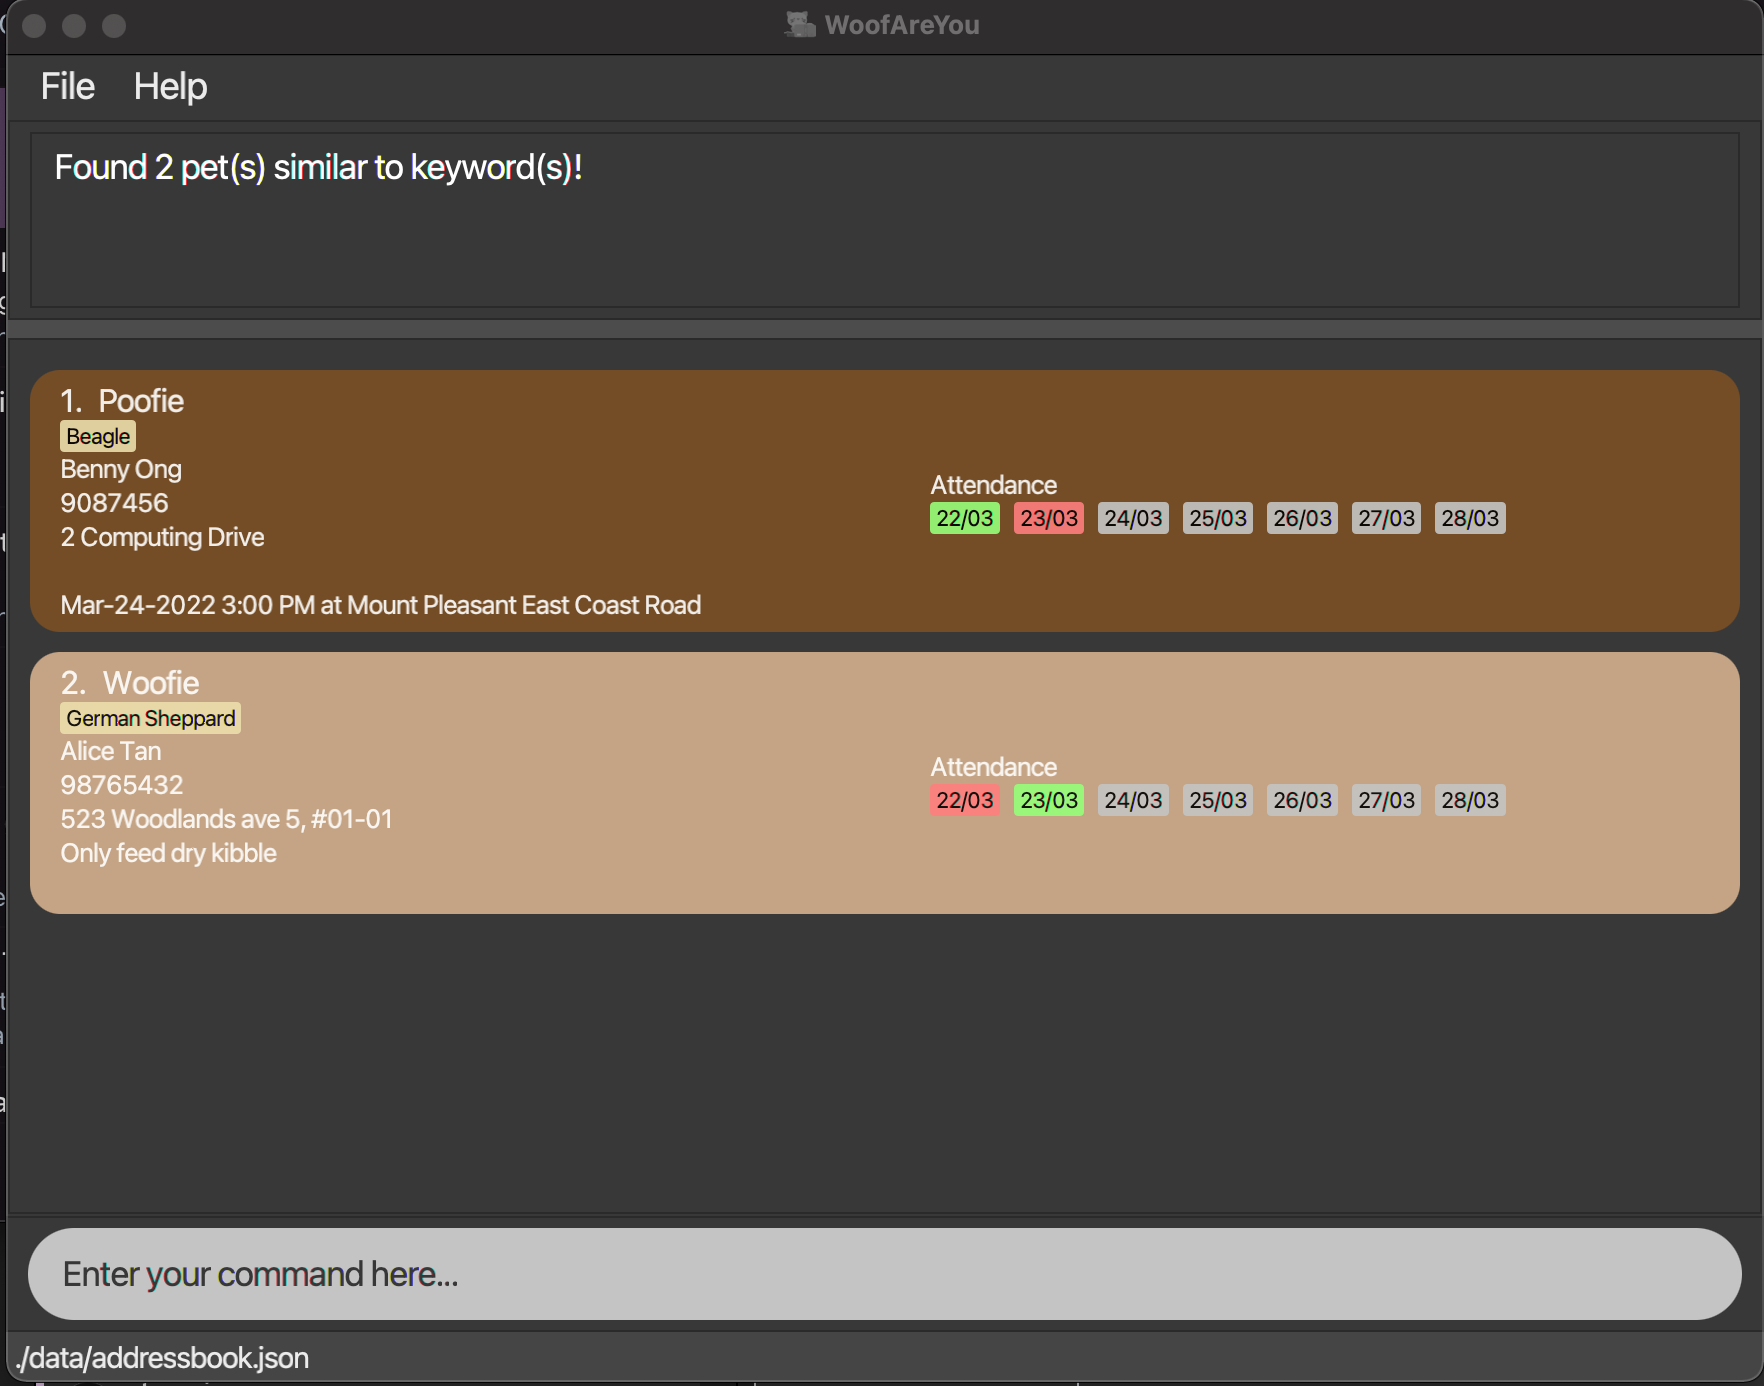 WoofAreYou
File Help
Found 2 pet(s) similar to keyword(s)!
1. Poofie
Beagle
Benny Ong
9087456
2 Computing Drive
Mar-24-2022 3:00 PM at Mount Pleasant East Coast Road
Attendance
22/03 23/03 24/03 25/03 26/03 27/03 28/03
2. Woofie
German Sheppard
Alice Tan
98765432
523 Woodlands ave 5, #01-01
Only feed dry kibble
Attendance
22/03 23/03 24/03 25/03 26/03 27/03 28/03
Enter your command here...
./data/addressbook.json